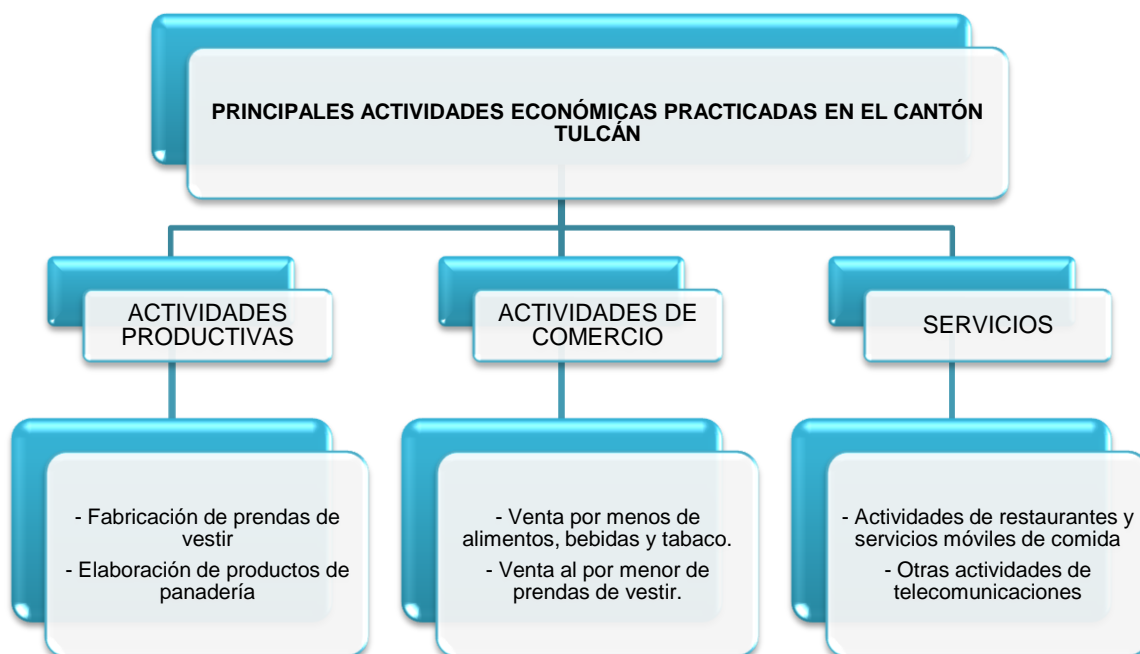 PRINCIPALES ACTIVIDADES ECONÓMICAS PRACTICADAS EN EL CANTÓN
TULCÁN
ACTIVIDADES
PRODUCTIVAS
- Fabricación de prendas de
vestir
- Elaboración de productos de
panadería
ACTIVIDADES DE
COMERCIO
- Venta por menos de
alimentos, bebidas y tabaco.
- Venta al por menor de
prendas de vestir.
SERVICIOS
- Actividades de restaurantes y
servicios móviles de comida
- Otras actividades de
telecomunicaciones